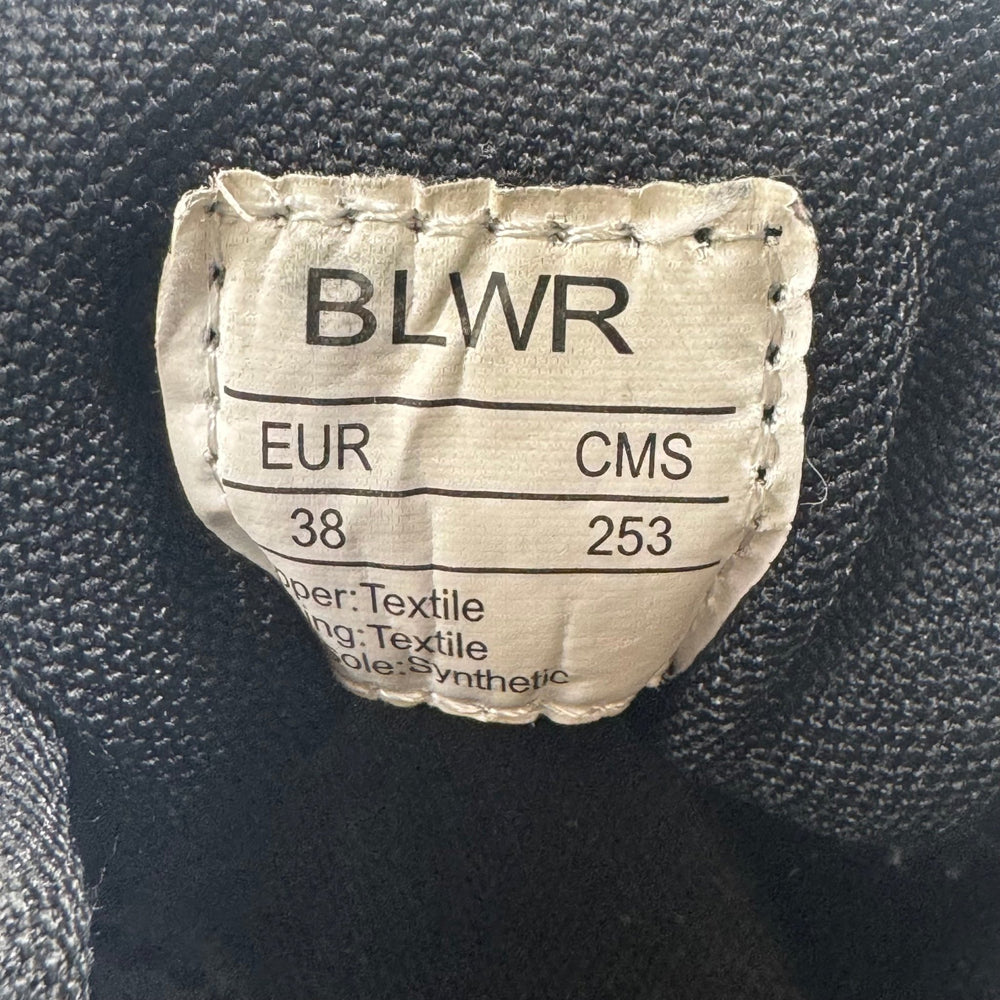 BLWR
EUR CMS
38 253
pper:Textile
ing:Textile
ole:Synthetic